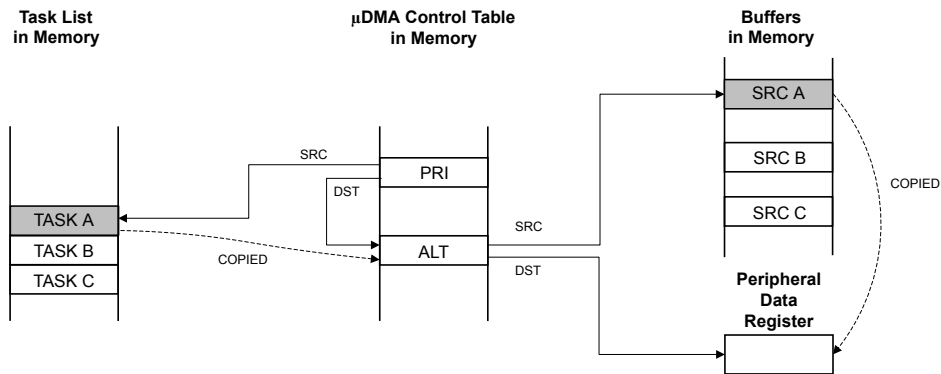 Task List
in Memory
μDMA Control Table
in Memory
Buffers
in Memory
SRC A
SRC
PRI
DST
SRC B
COPIED
SRC C
TASK A
TASK B
TASK C
COPIED
ALT
SRC
DST
Peripheral
Data
Register